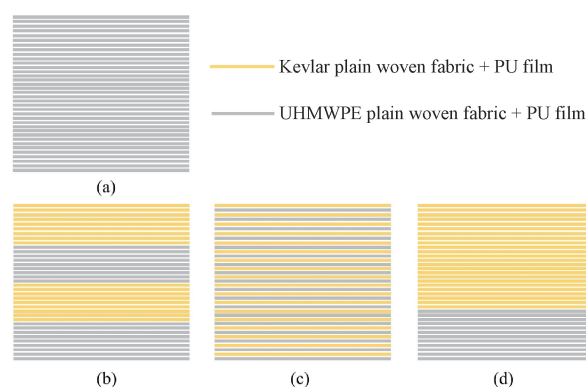 Kevlar plain woven fabric + PU film
UHMWPE plain woven fabric + PU film
(a)
(b) (c) (d)